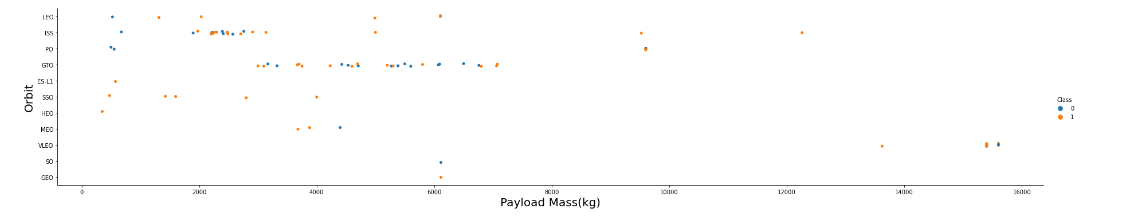 LEO
ISS
PO
GTO
ES-L1
SSO
HEO
MEO
VLEO
SO
GEO
Orbit
0
2000
4000
6000
8000
10000
12000
14000
16000
Payload Mass(kg)
Class
0
1